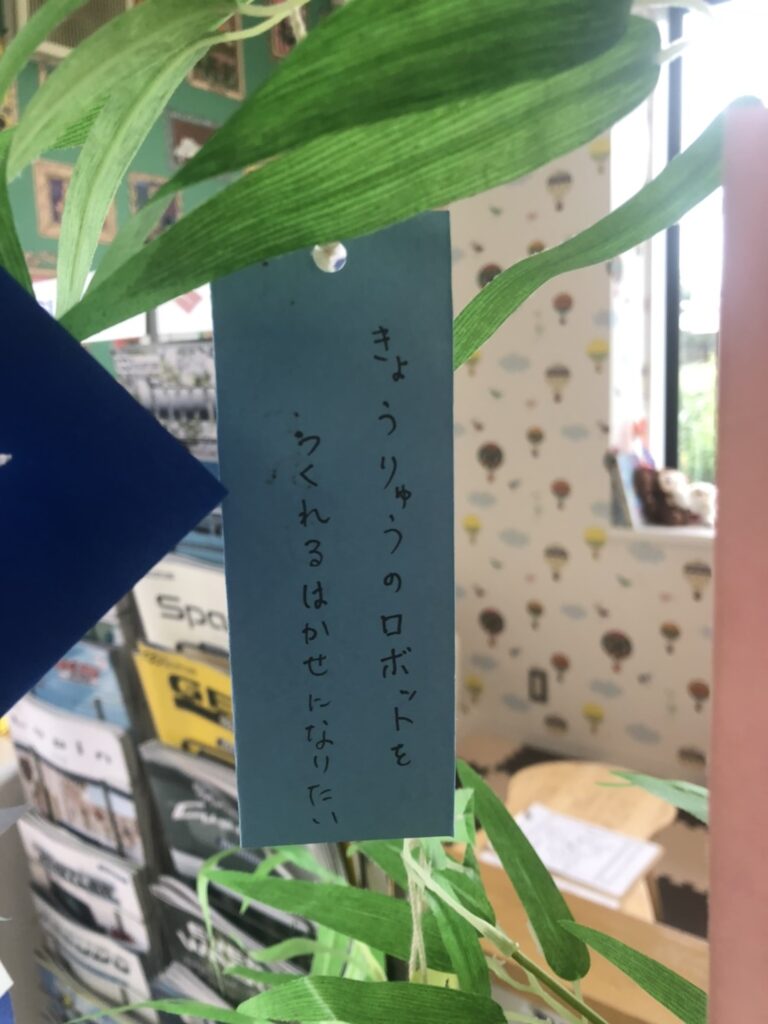 きょうりゅうのロボットを
つくれるはかせになりたい
Spa